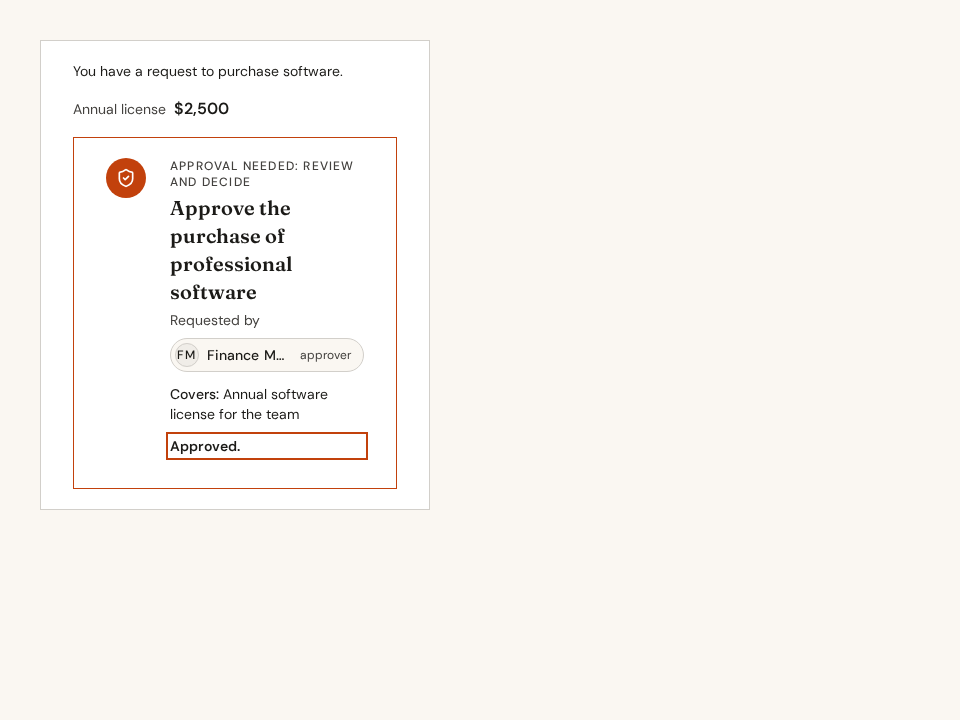 You have a request to purchase software.
Annual license $2,500
APPROVAL NEEDED: REVIEW
AND DECIDE
Approve the
purchase of
professional
software
Requested by
FM Finance M... approver
Covers: Annual software
license for the team
Approved.